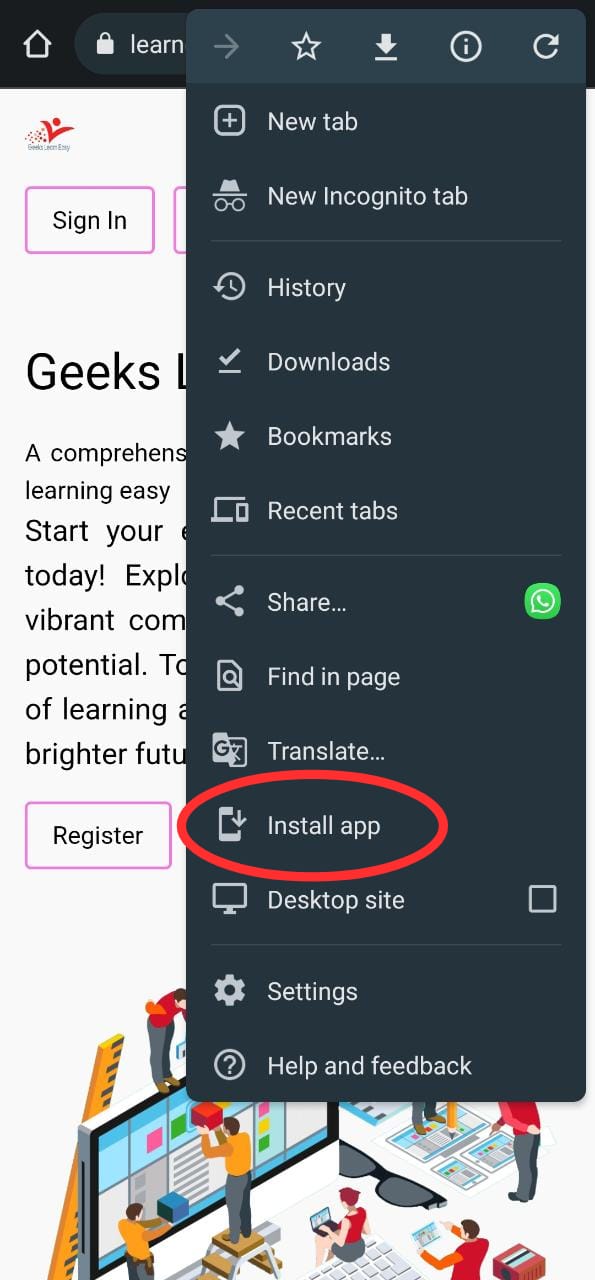 learn
Geeks Learn Easy
New tab
New Incognito tab
Sign In
History
Downloads
Geeks L
Bookmarks
A comprehens
learning easy
Recent tabs
Start your e
today! Explo
vibrant com
potential. To
of learning a
brighter futu
Share...
Find in page
Translate...
Install app
Register
Desktop site
Settings
Help and feedback